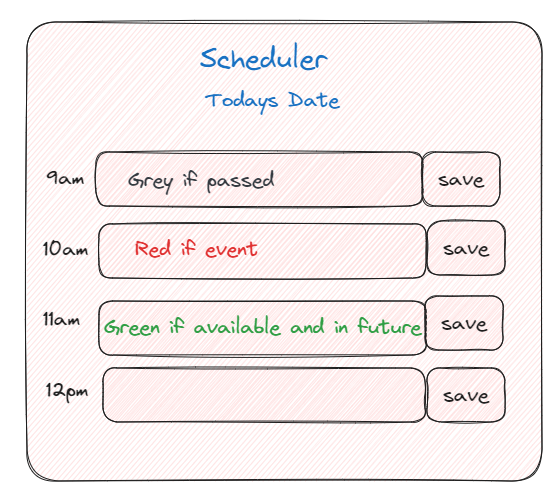 Scheduler
Todays Date
9am Grey if passed save
10am Red if event save
11am Green if available and in future save
12pm save